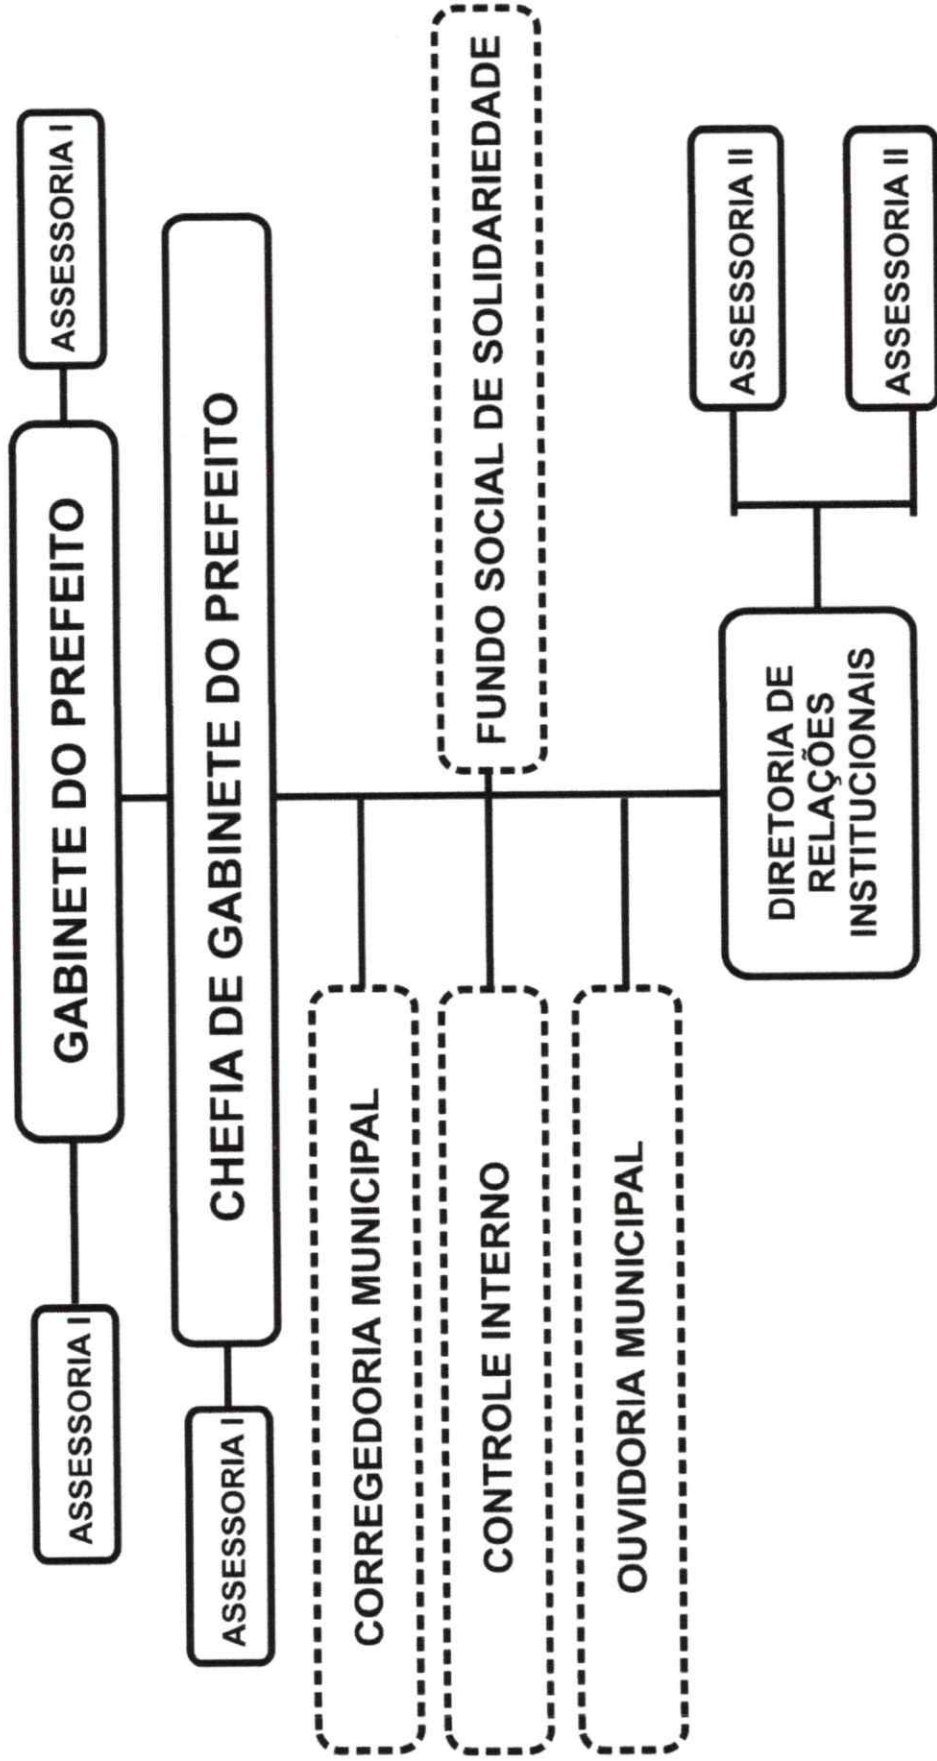 ASSESSORIA I
GABINETE DO PREFEITO
ASSESSORIA I
ASSESSORIA I
CHEFIA DE GABINETE DO PREFEITO
CORREGEDORIA MUNICIPAL
CONTROLE INTERNO
FUNDO SOCIAL DE SOLIDARIEDADE
OUVIDORIA MUNICIPAL
DIRETORIA DE
RELAÇÕES
INSTITUCIONAIS
ASSESSORIA II
ASSESSORIA II